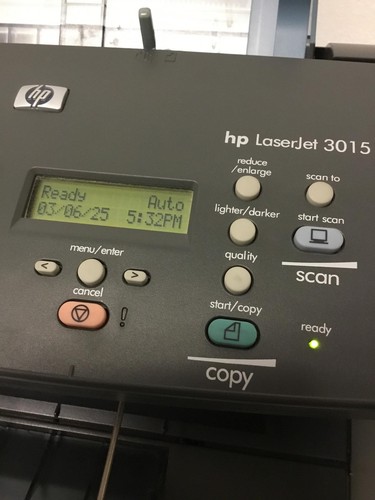 hp
hp LaserJet 3015
reduce
/enlarge
scan to
Ready Auto
03/06/25 5:32PM
lighter/darker
start scan
menu/enter
quality
< >
scan
cancel
!
start/copy
ready
copy